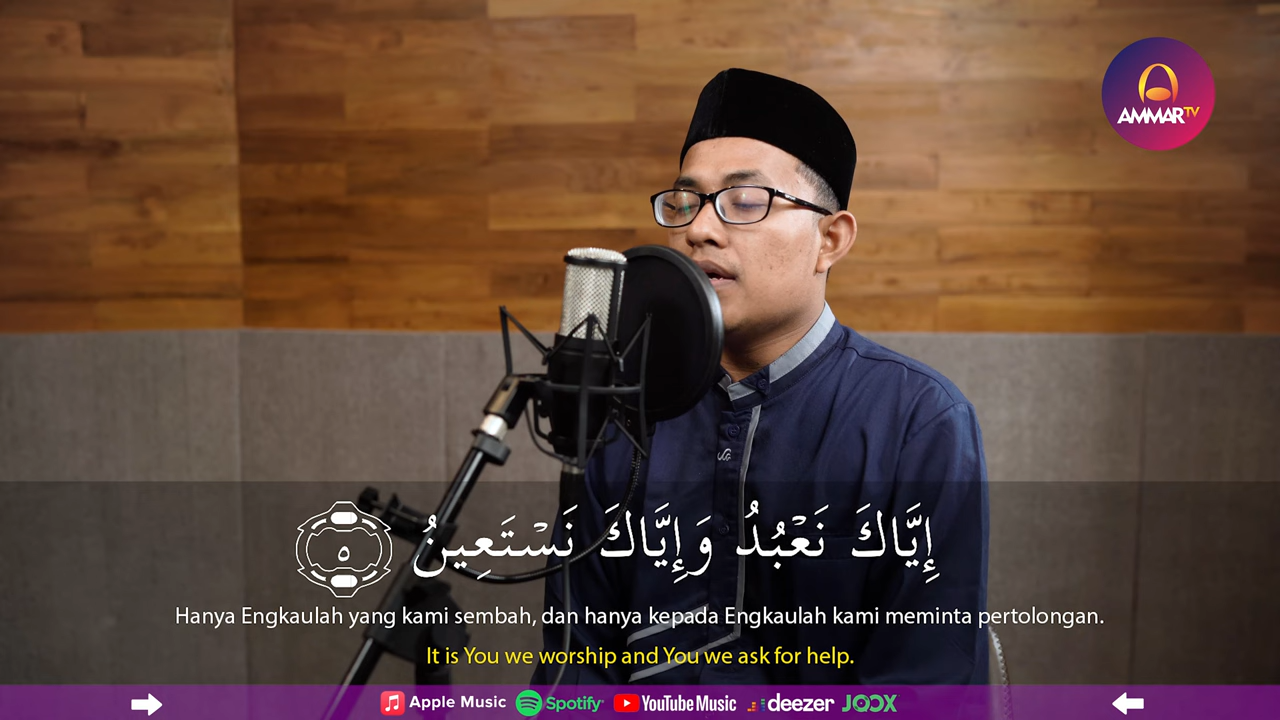 AMMARTV
إِيَّاكَ نَعْبُدُ وَإِيَّاكَ نَسْتَعِينُ ٥
Hanya Engkaulah yang kami sembah, dan hanya kepada Engkaulah kami meminta pertolongan.
It is You we worship and You we ask for help.
Apple Music Spotify YouTube Music deezer JOOX